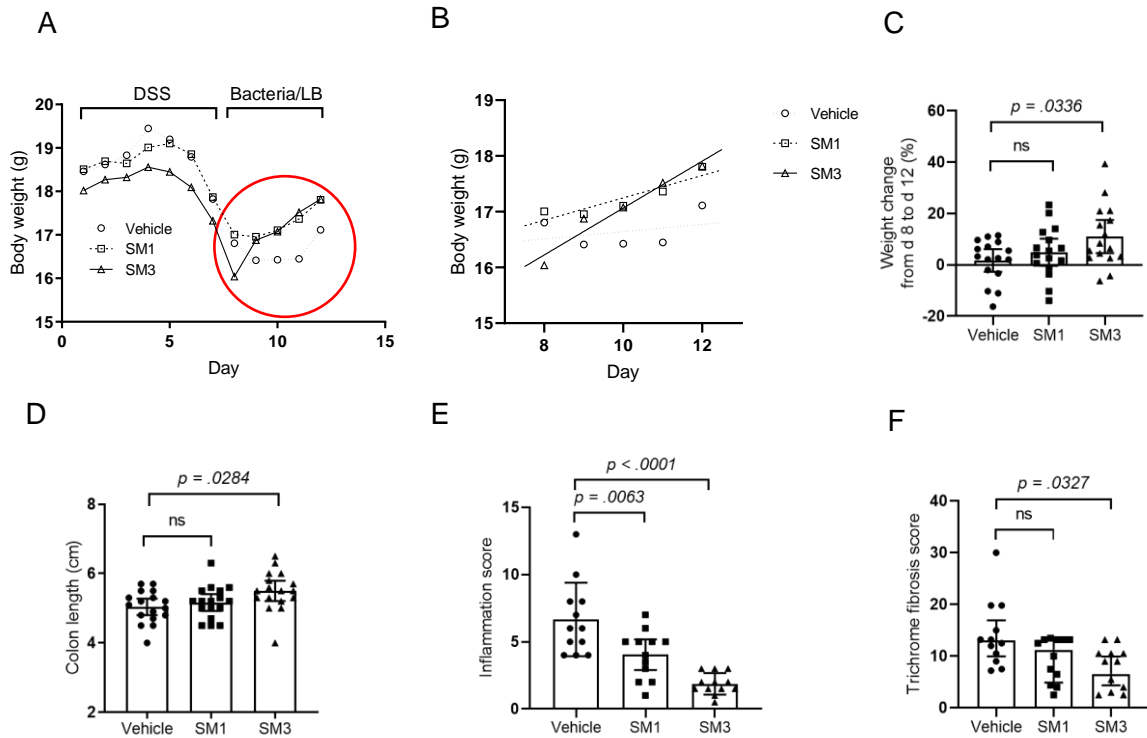 A
DSS
Bacteria/LB
20
19
18
17
16
15
0
5
10
15
Body weight (g)
Day
Vehicle
SM1
SM3
B
19
18
17
16
15
8
10
12
Body weight (g)
Day
Vehicle
SM1
SM3
C
p = .0336
ns
60
40
20
0
-20
Weight change
from d 8 to d 12 (%)
Vehicle
SM1
SM3
D
p = .0284
ns
8
6
4
2
Colon length (cm)
Vehicle
SM1
SM3
E
p < .0001
p = .0063
15
10
5
0
Inflammation score
Vehicle
SM1
SM3
F
p = .0327
ns
40
30
20
10
0
Trichrome fibrosis score
Vehicle
SM1
SM3